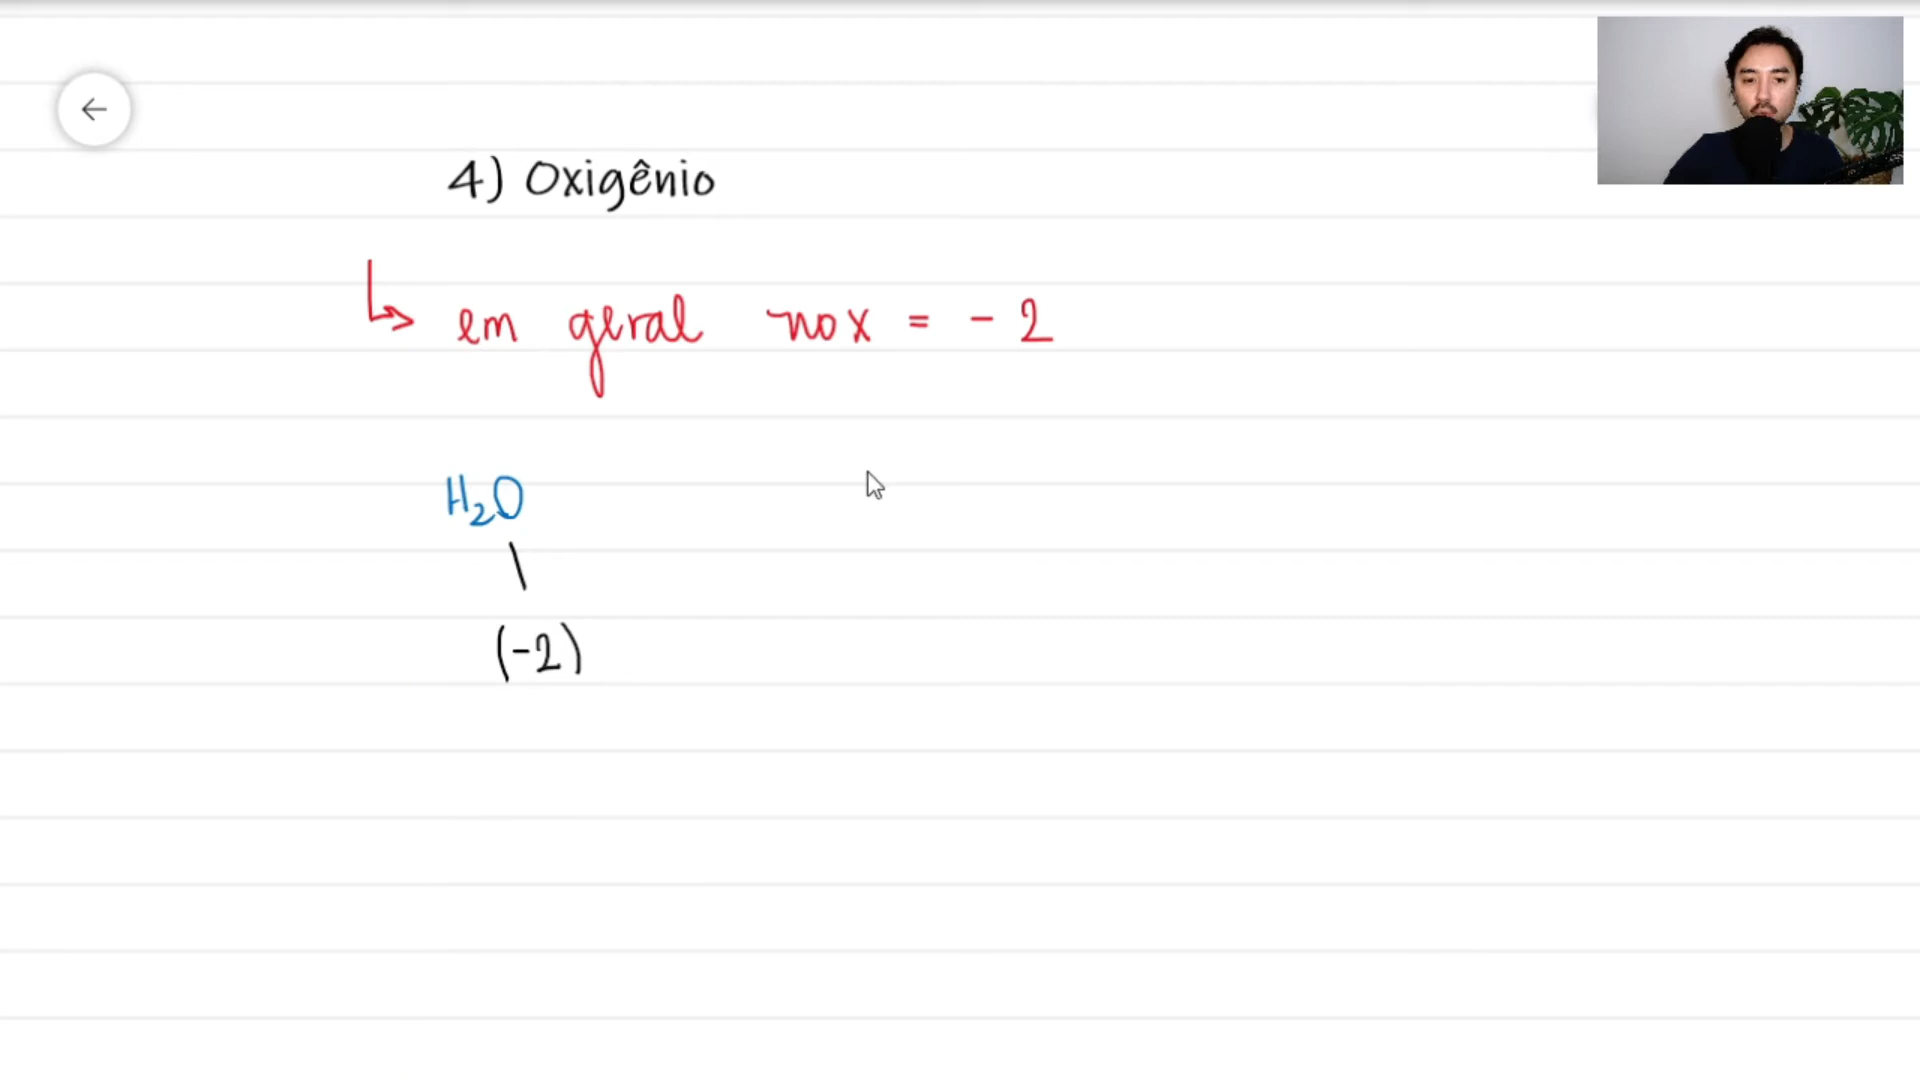 4) Oxigênio
↳ em geral nox = - 2
H₂O
\
(-2)